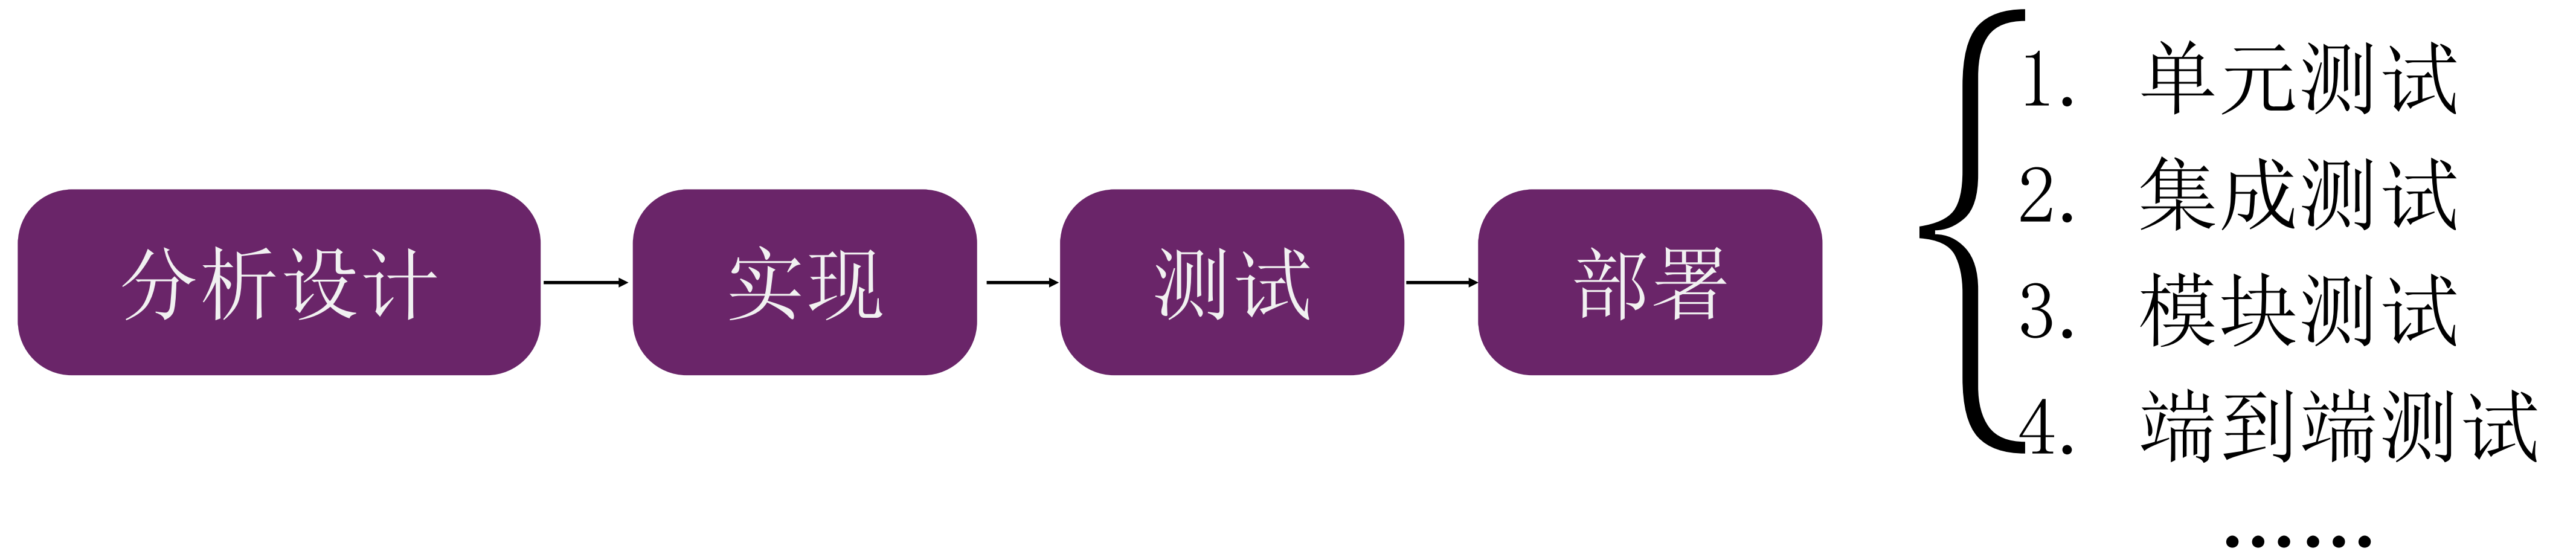 分析设计
实现
测试
部署
1. 单元测试
2. 集成测试
3. 模块测试
4. 端到端测试
······